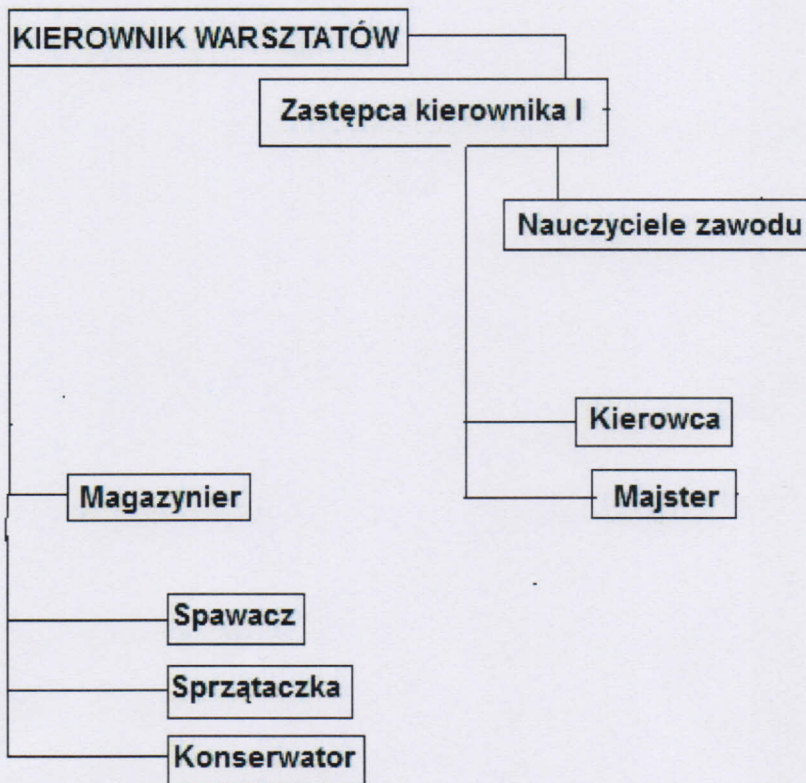 KIEROWNIK WARSZTATÓW
Zastępca kierownika I
Nauczyciele zawodu
Kierowca
Magazynier
Majster
Spawacz
Sprzątaczka
Konserwator